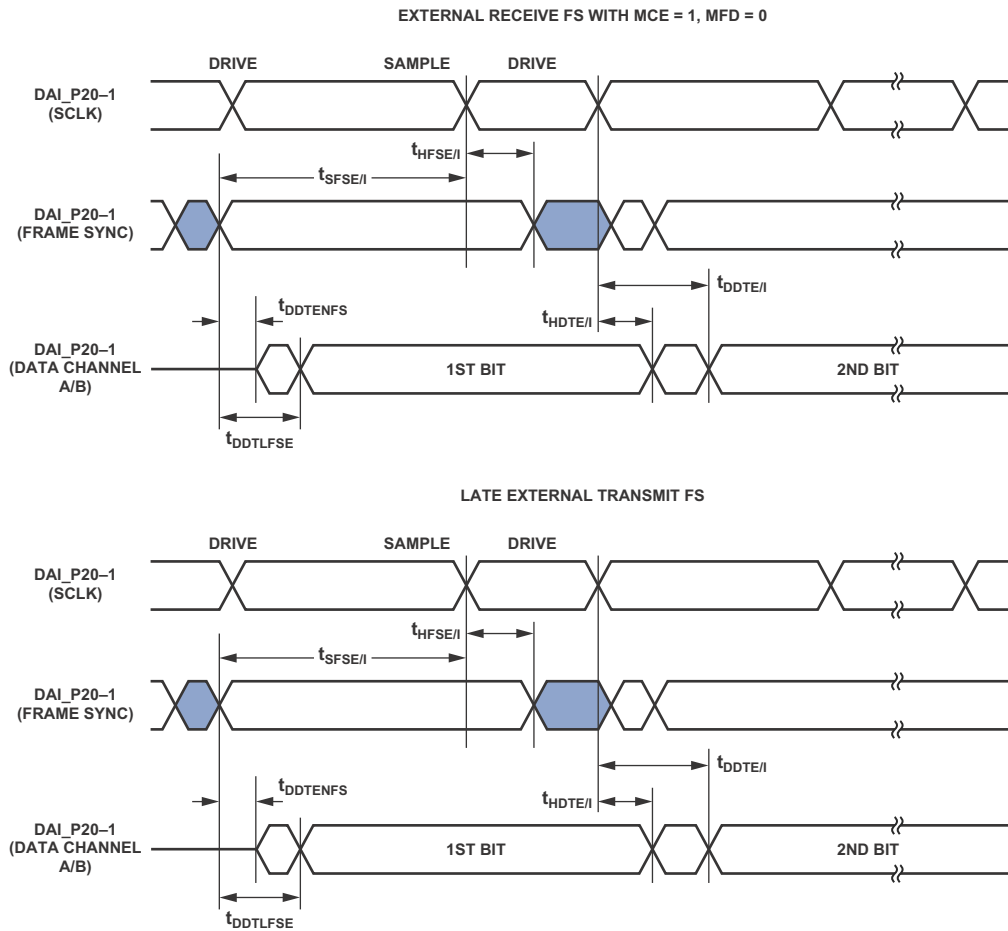 EXTERNAL RECEIVE FS WITH MCE = 1, MFD = 0
DRIVE SAMPLE DRIVE
DAI_P20–1
(SCLK)
tHFSE/I
tSFSE/I
DAI_P20–1
(FRAME SYNC)
tDDTE/I
tDDTENFS
tHDTE/I
DAI_P20–1
(DATA CHANNEL
A/B)
1ST BIT 2ND BIT
tDDTLFSE
LATE EXTERNAL TRANSMIT FS
DRIVE SAMPLE DRIVE
DAI_P20–1
(SCLK)
tHFSE/I
tSFSE/I
DAI_P20–1
(FRAME SYNC)
tDDTE/I
tDDTENFS
tHDTE/I
DAI_P20–1
(DATA CHANNEL
A/B)
1ST BIT 2ND BIT
tDDTLFSE